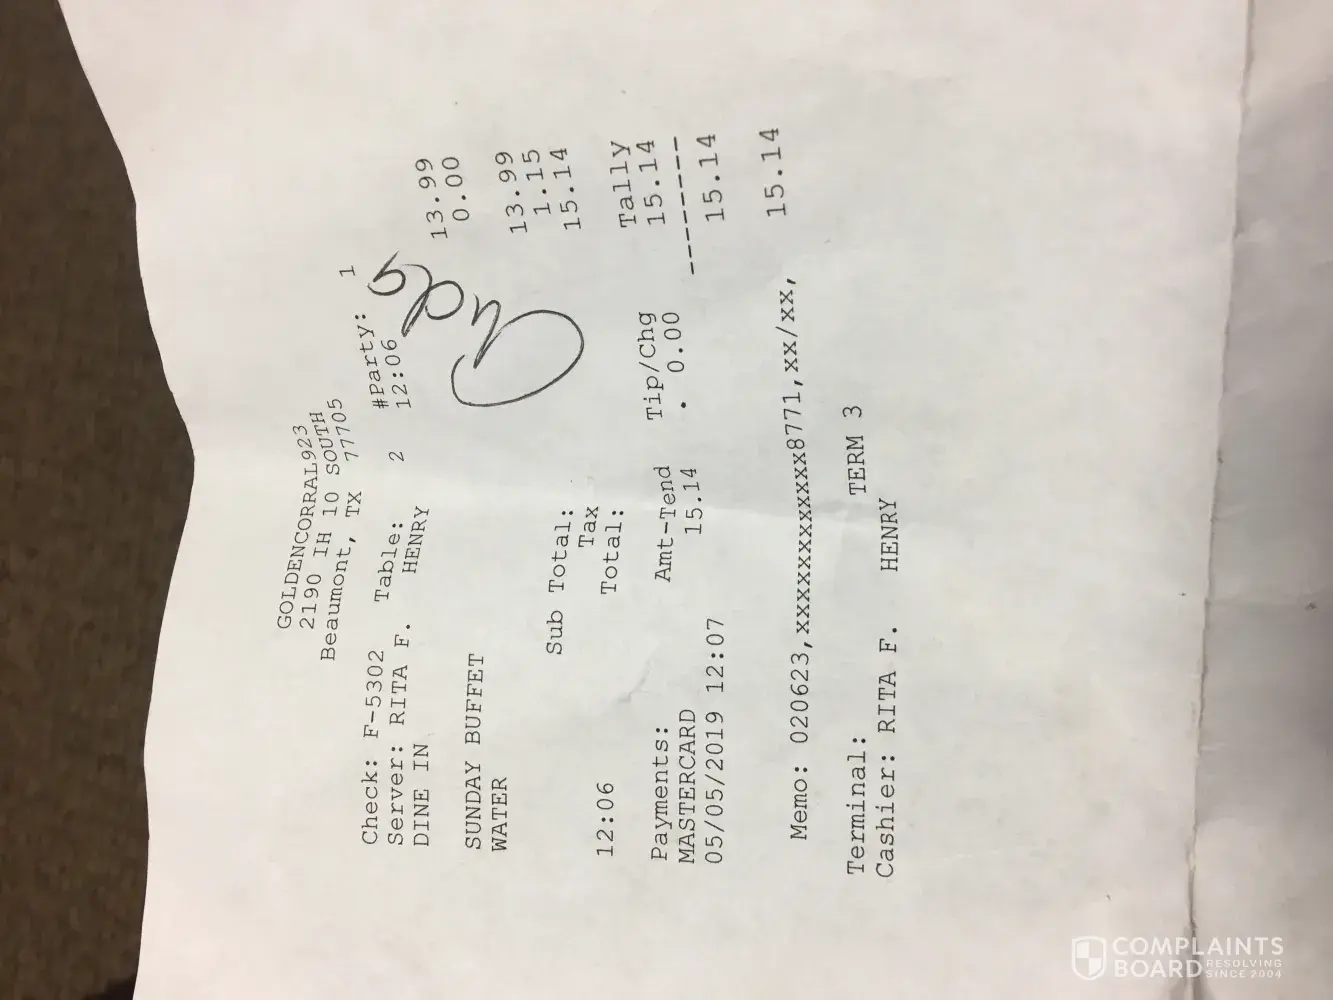 GOLDENCORRAL923
2190 IH 10 SOUTH
Beaumont, TX 77705
Check: F-5302 Table: 2 #Party: 1
Server: RITA F. HENRY 12:06
DINE IN
SUNDAY BUFFET 13.99
WATER 0.00
Sub Total: 13.99
Tax 1.15
12:06 Total: 15.14
Payments: Amt-Tend Tip/Chg Tally
MASTERCARD 15.14 . 0.00 15.14
05/05/2019 12:07 --------
15.14
Memo: 020623,xxxxxxxxxxxx8771,xx/xx, 15.14
Terminal: TERM 3
Cashier: RITA F. HENRY
COMPLAINTS
BOARD RESOLVING
SINCE 2004